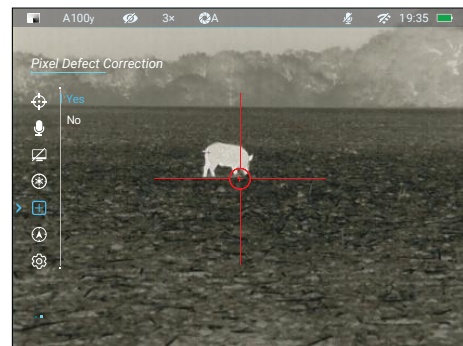 A100y 3× A 19:35
Pixel Defect Correction
Yes
No